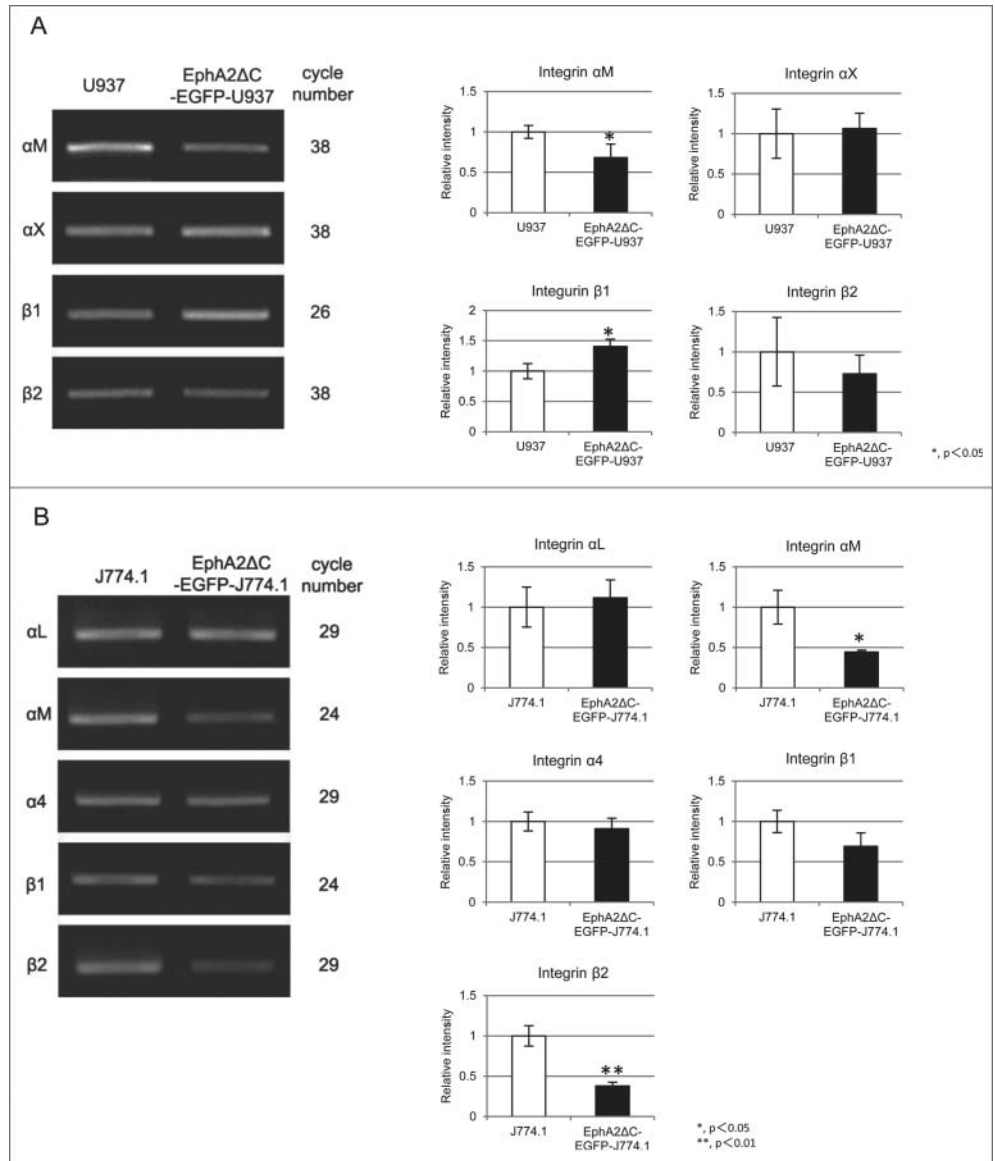 A
U937
EphA2ΔC
-EGFP-U937
cycle
number
αM
38
αX
38
β1
26
β2
38
Integrin αM
Relative intensity
1.5
1
0.5
0
*
U937
EphA2ΔC-
EGFP-U937
Integrin αX
Relative intensity
1.5
1
0.5
0
U937
EphA2ΔC-
EGFP-U937
Integurin β1
Relative intensity
2
1.5
1
0.5
0
*
U937
EphA2ΔC-
EGFP-U937
Integrin β2
Relative intensity
1.5
1
0.5
0
U937
EphA2ΔC-
EGFP-U937
*, p<0.05
B
J774.1
EphA2ΔC
-EGFP-J774.1
cycle
number
αL
29
αM
24
α4
29
β1
24
β2
29
Integrin αL
Relative intensity
1.5
1
0.5
0
J774.1
EphA2ΔC-
EGFP-J774.1
Integrin αM
Relative intensity
1.5
1
0.5
0
*
J774.1
EphA2ΔC-
EGFP-J774.1
Integrin α4
Relative intensity
1.5
1
0.5
0
J774.1
EphA2ΔC-
EGFP-J774.1
Integrin β1
Relative intensity
1.5
1
0.5
0
J774.1
EphA2ΔC-
EGFP-J774.1
Integrin β2
Relative intensity
1.5
1
0.5
0
**
J774.1
EphA2ΔC-
EGFP-J774.1
*, p<0.05
**, p<0.01